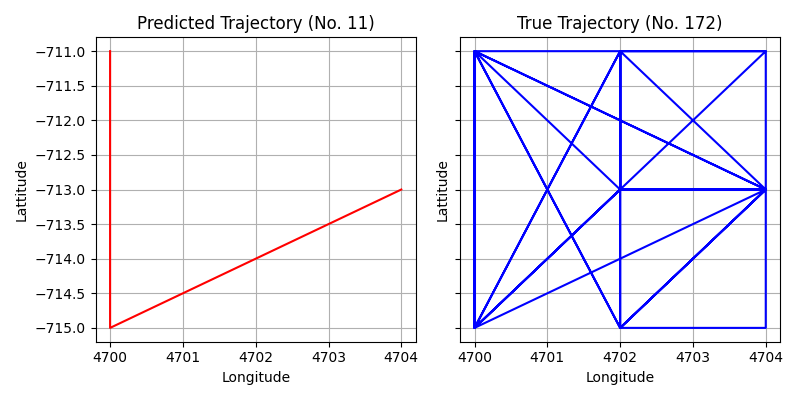 Predicted Trajectory (No. 11)
True Trajectory (No. 172)
−711.0
−711.5
−712.0
−712.5
−713.0
−713.5
−714.0
−714.5
−715.0
Lattitude
Lattitude
4700 4701 4702 4703 4704
4700 4701 4702 4703 4704
Longitude
Longitude